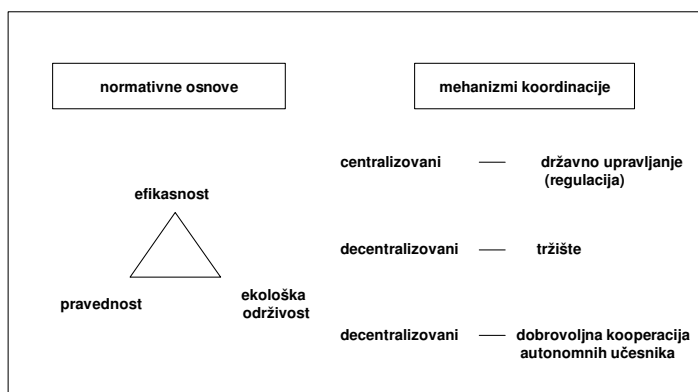 normativne osnove
efikasnost
pravednost
ekološka
održivost
mehanizmi koordinacije
centralizovani
državno upravljanje
(regulacija)
decentralizovani
tržište
decentralizovani
dobrovoljna kooperacija
autonomnih učesnika